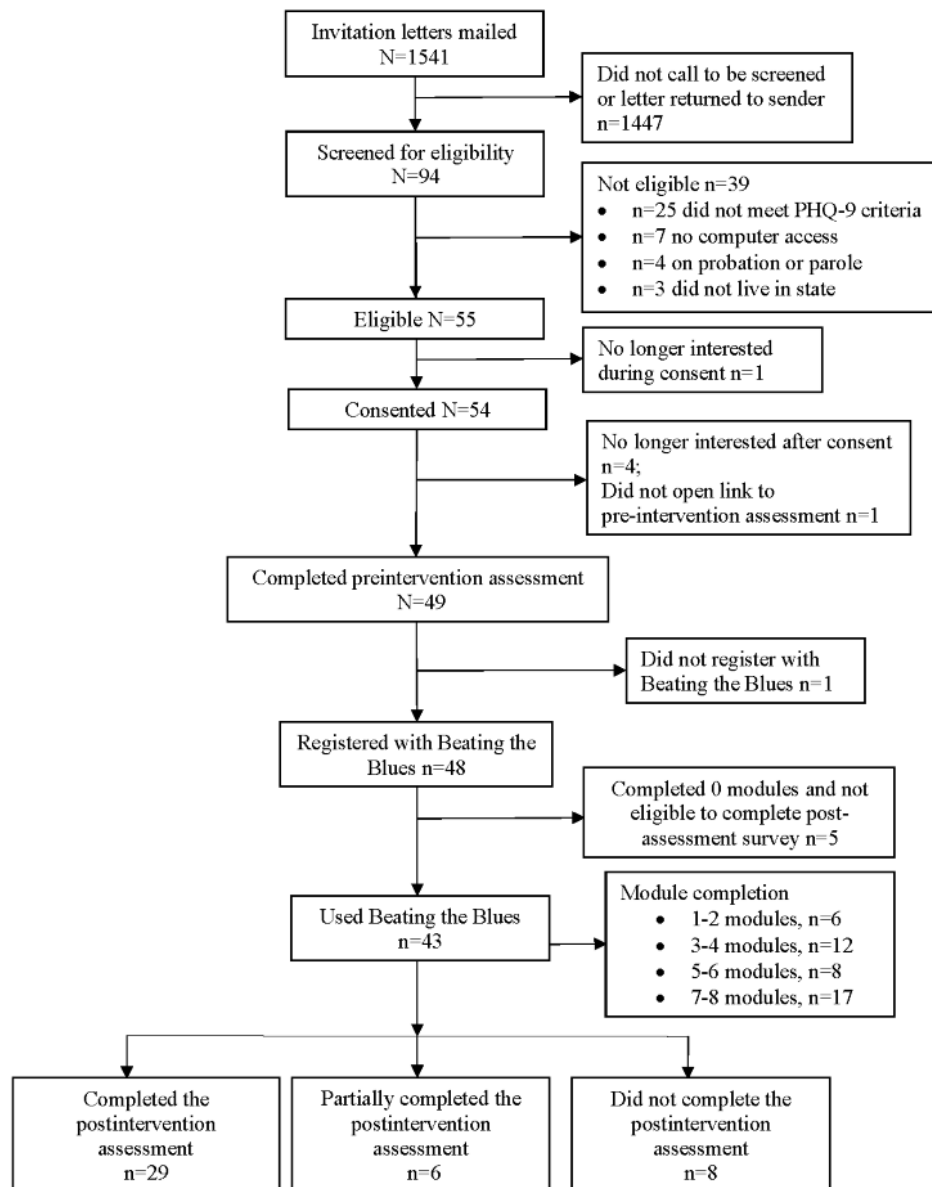 Invitation letters mailed
N=1541
Did not call to be screened
or letter returned to sender
n=1447
Screened for eligibility
N=94
Not eligible n=39
• n=25 did not meet PHQ-9 criteria
• n=7 no computer access
• n=4 on probation or parole
• n=3 did not live in state
Eligible N=55
No longer interested
during consent n=1
Consented N=54
No longer interested after consent
n=4;
Did not open link to
pre-intervention assessment n=1
Completed preintervention assessment
N=49
Did not register with
Beating the Blues n=1
Registered with Beating the
Blues n=48
Completed 0 modules and not
eligible to complete post-
assessment survey n=5
Used Beating the Blues
n=43
Module completion
• 1-2 modules, n=6
• 3-4 modules, n=12
• 5-6 modules, n=8
• 7-8 modules, n=17
Completed the
postintervention
assessment
n=29
Partially completed the
postintervention
assessment
n=6
Did not complete the
postintervention
assessment
n=8